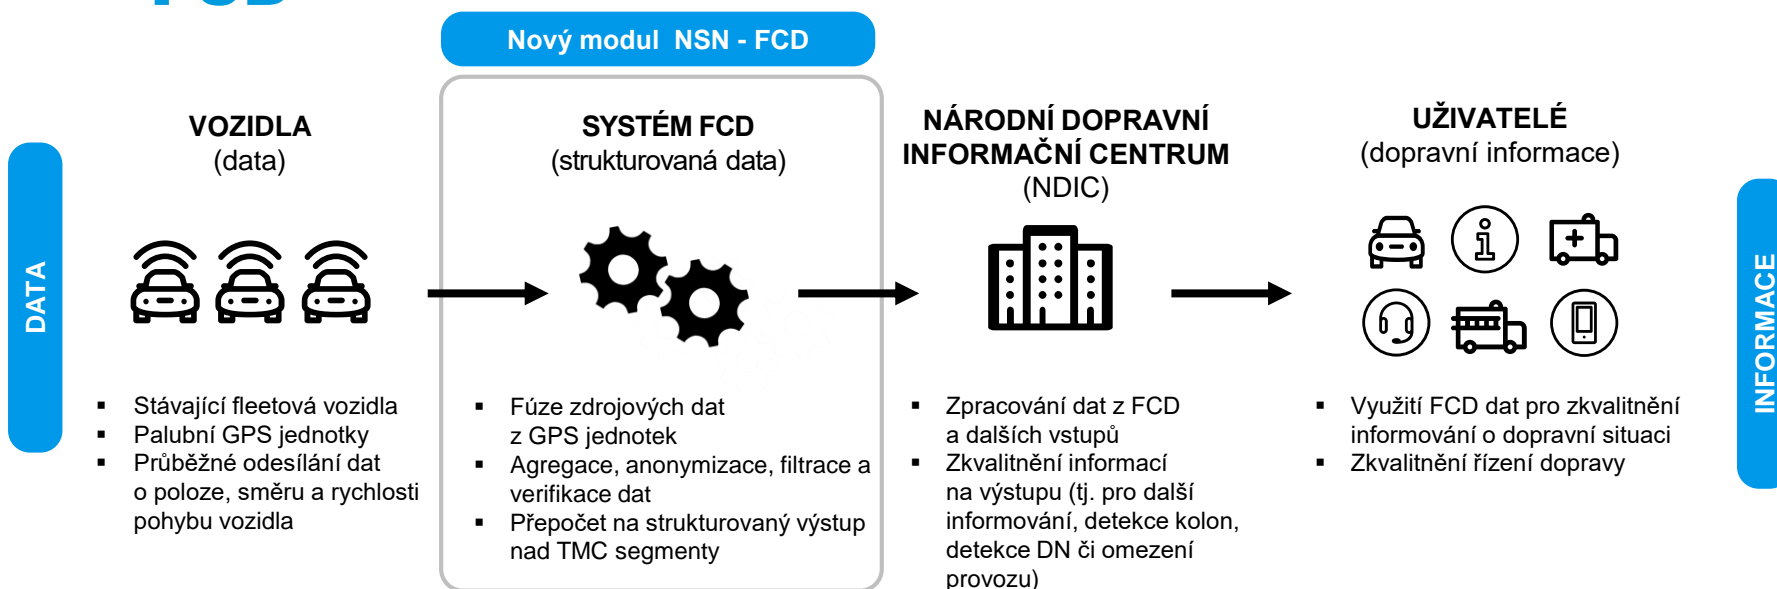 FCD
Nový modul NSN - FCD
DATA
VOZIDLA
(data)
▪ Stávající fleetová vozidla
▪ Palubní GPS jednotky
▪ Průběžné odesílání dat
o poloze, směru a rychlosti
pohybu vozidla
SYSTÉM FCD
(strukturovaná data)
▪ Fúze zdrojových dat
z GPS jednotek
▪ Agregace, anonymizace, filtrace a
verifikace dat
▪ Přepočet na strukturovaný výstup
nad TMC segmenty
NÁRODNÍ DOPRAVNÍ
INFORMAČNÍ CENTRUM
(NDIC)
▪ Zpracování dat z FCD
a dalších vstupů
▪ Zkvalitnění informací
na výstupu (tj. pro další
informování, detekce kolon,
detekce DN či omezení
provozu)
UŽIVATELÉ
(dopravní informace)
▪ Využití FCD dat pro zkvalitnění
informování o dopravní situaci
▪ Zkvalitnění řízení dopravy
INFORMACE